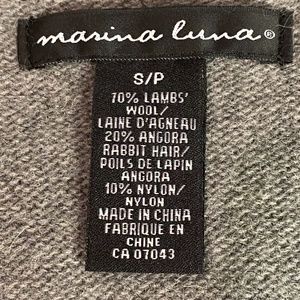 marina luna®
S/P
70% LAMBS'
WOOL/
LAINE D'AGNEAU
20% ANGORA
RABBIT HAIR/
POILS DE LAPIN
ANGORA
10% NYLON/
NYLON
MADE IN CHINA
FABRIQUE EN
CHINE
CA 07043